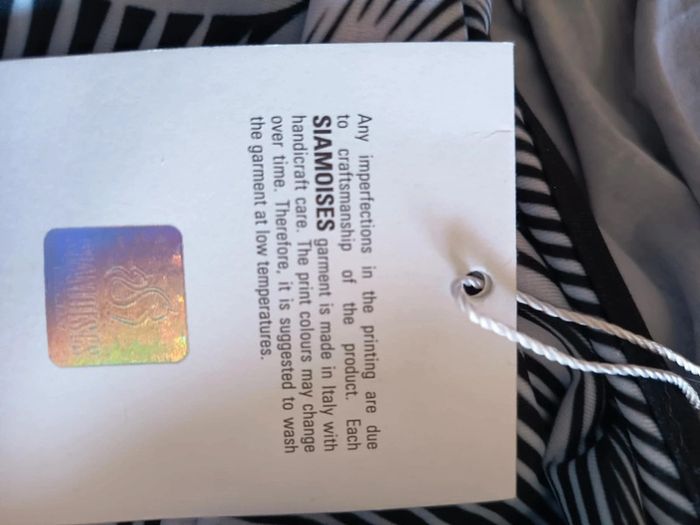 Any imperfections in the printing are due
to craftsmanship of the product. Each
SIAMOISES garment is made in Italy with
handicraft care. The print colours may change
over time. Therefore, it is suggested to wash
the garment at low temperatures.